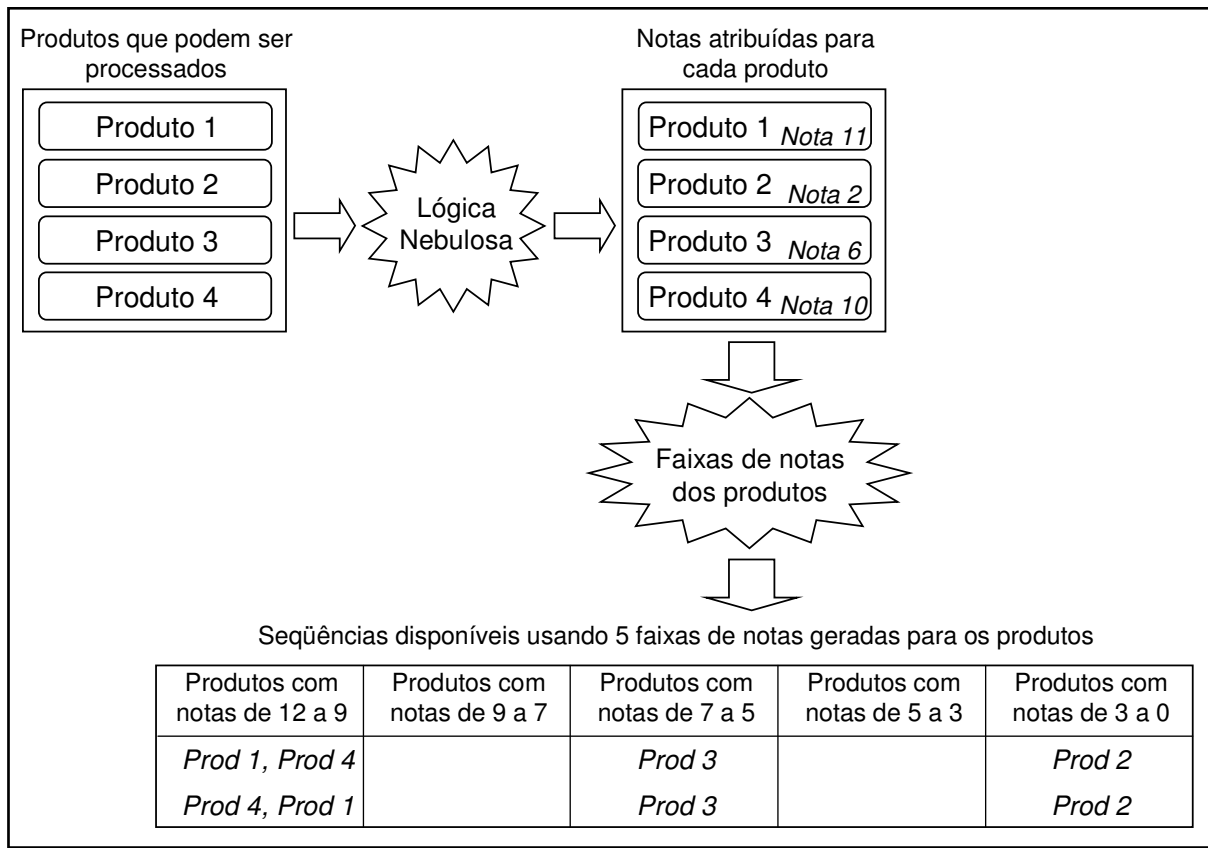 Produtos que podem ser
processados
Produto 1
Produto 2
Produto 3
Produto 4
Lógica
Nebulosa
Notas atribuídas para
cada produto
Produto 1 Nota 11
Produto 2 Nota 2
Produto 3 Nota 6
Produto 4 Nota 10
Faixas de notas
dos produtos
Seqüências disponíveis usando 5 faixas de notas geradas para os produtos
Produtos com notas de 12 a 9
Produtos com notas de 9 a 7
Produtos com notas de 7 a 5
Produtos com notas de 5 a 3
Produtos com notas de 3 a 0
Prod 1, Prod 4 Prod 3 Prod 2
Prod 4, Prod 1 Prod 3 Prod 2